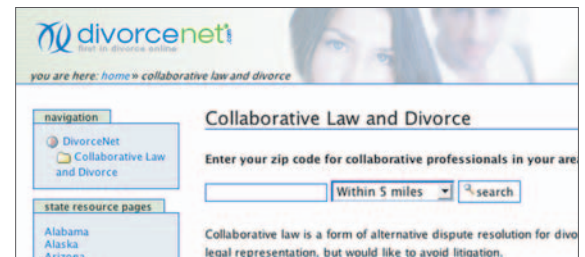 divorcenet
first in divorce online
you are here: home » collaborative law and divorce
navigation
DivorceNet
Collaborative Law
and Divorce
state resource pages
Alabama
Alaska
Arizona
Collaborative Law and Divorce
Enter your zip code for collaborative professionals in your are
Within 5 miles
search
Collaborative law is a form of alternative dispute resolution for divo
legal representation, but would like to avoid litigation.